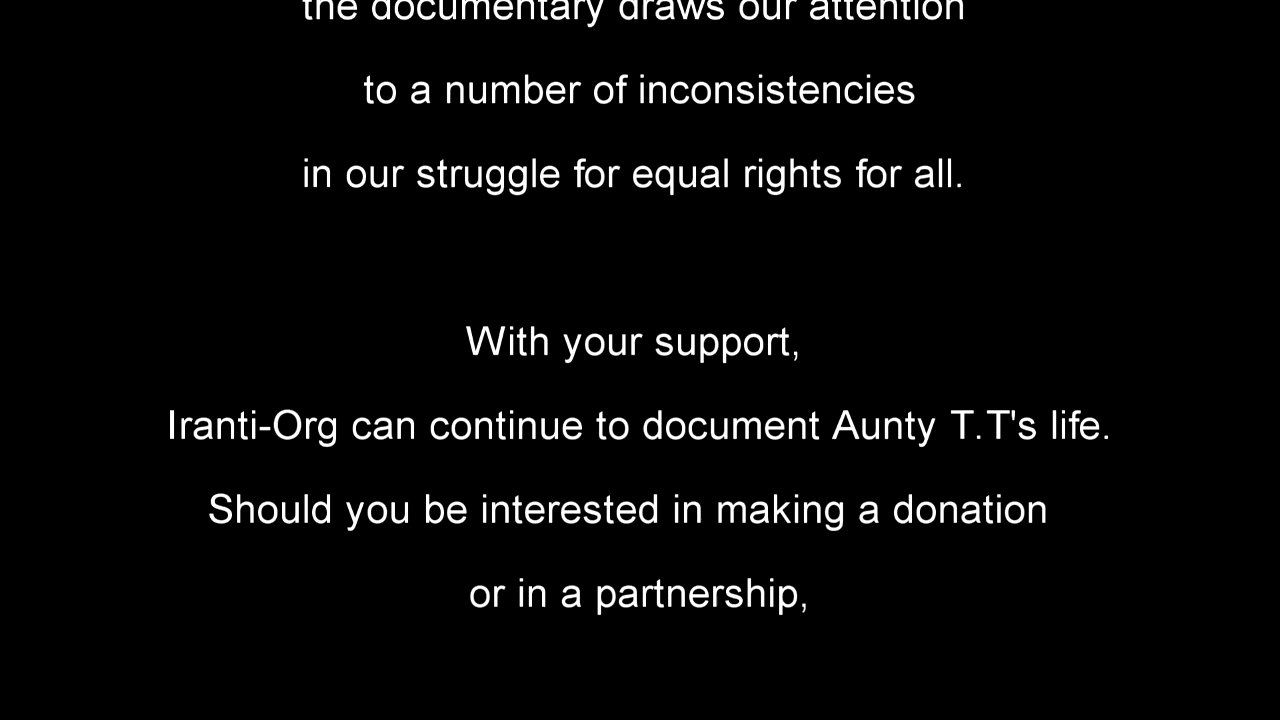 the documentary draws our attention
to a number of inconsistencies
in our struggle for equal rights for all.
With your support,
Iranti-Org can continue to document Aunty T.T's life.
Should you be interested in making a donation
or in a partnership,